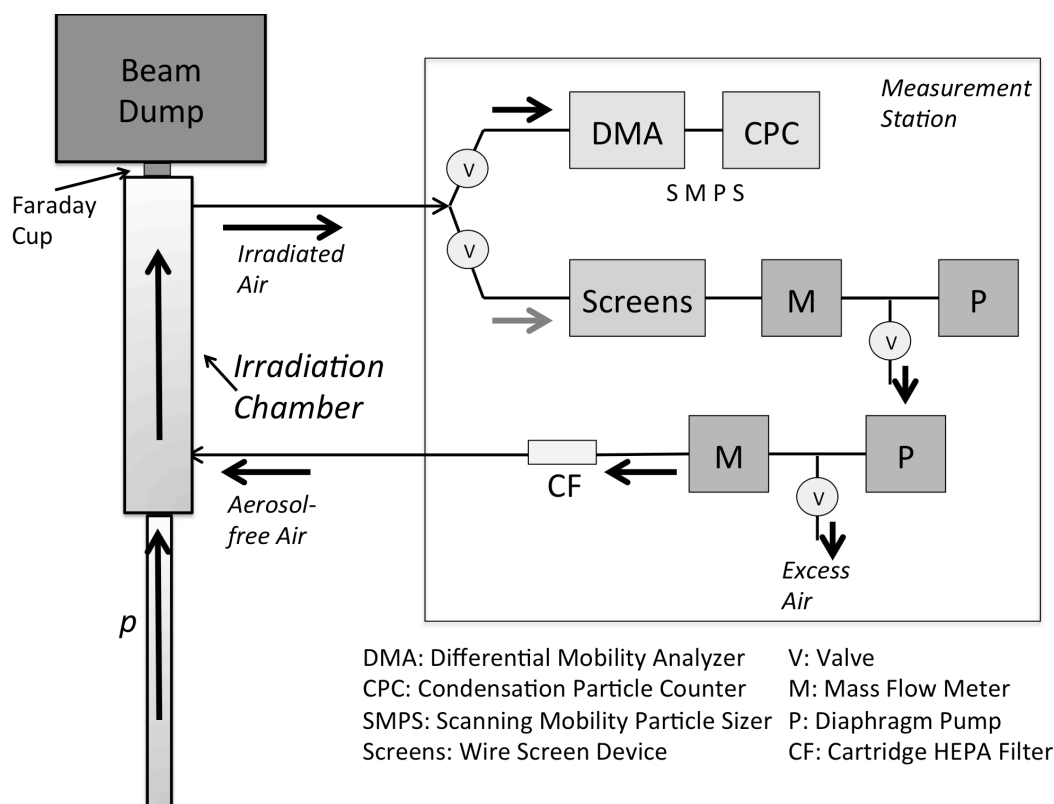 Beam
Dump
Measurement
Station
DMA
CPC
V
S M P S
Faraday
Cup
Irradiated
Air
V
Screens
M
P
V
Irradiation
Chamber
M
P
CF
Aerosol-
free Air
V
Excess
Air
p
DMA: Differential Mobility Analyzer
V: Valve
CPC: Condensation Particle Counter
M: Mass Flow Meter
SMPS: Scanning Mobility Particle Sizer
P: Diaphragm Pump
Screens: Wire Screen Device
CF: Cartridge HEPA Filter